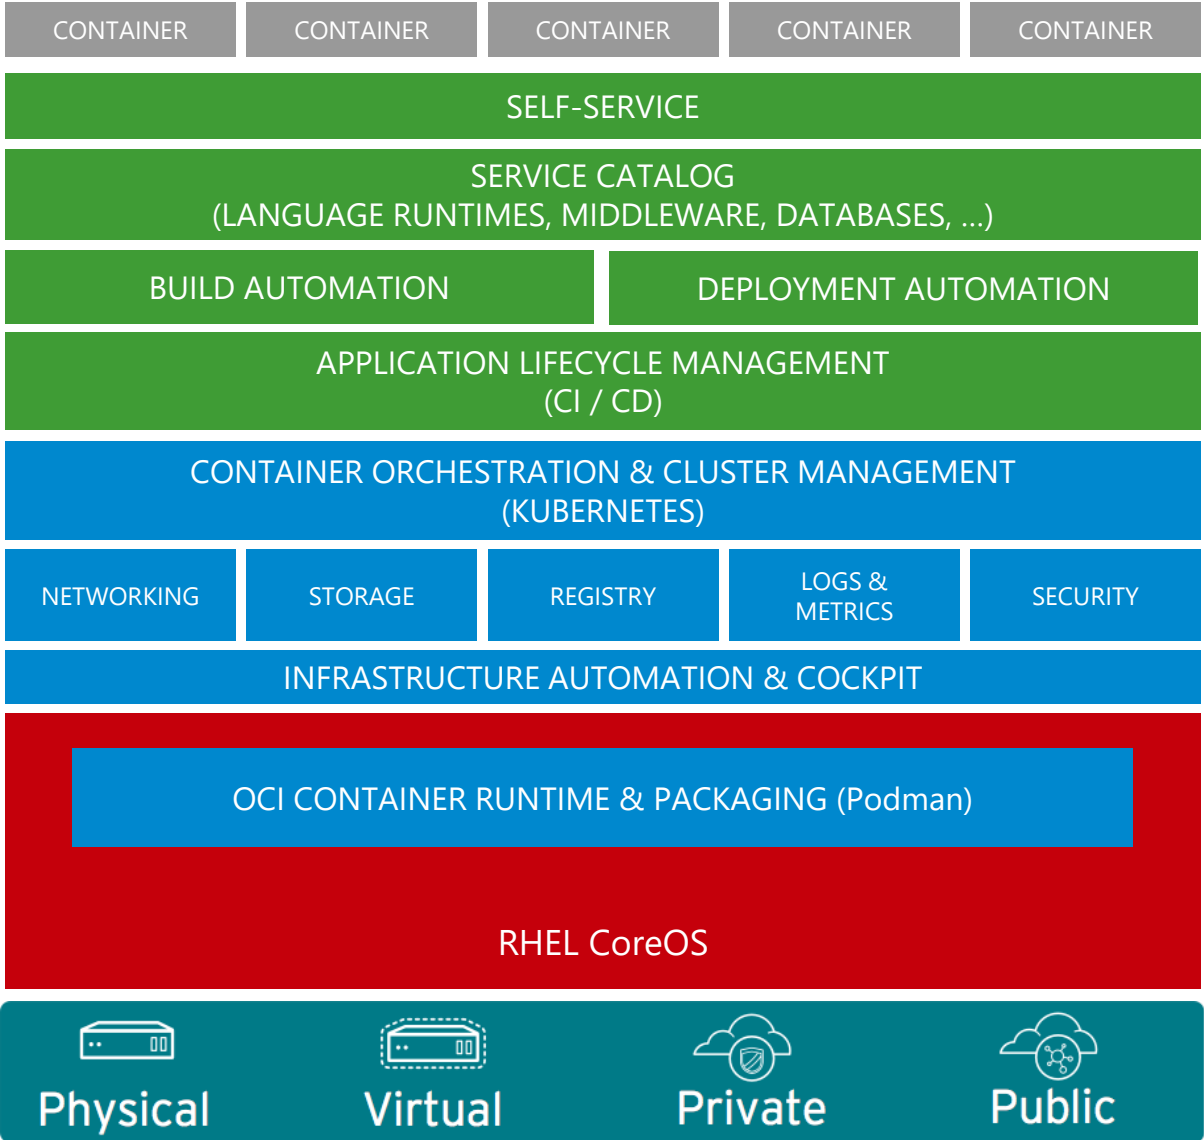 CONTAINER CONTAINER CONTAINER CONTAINER CONTAINER
SELF-SERVICE
SERVICE CATALOG
(LANGUAGE RUNTIMES, MIDDLEWARE, DATABASES, ...)
BUILD AUTOMATION DEPLOYMENT AUTOMATION
APPLICATION LIFECYCLE MANAGEMENT
(CI / CD)
CONTAINER ORCHESTRATION & CLUSTER MANAGEMENT
(KUBERNETES)
NETWORKING STORAGE REGISTRY LOGS &
METRICS SECURITY
INFRASTRUCTURE AUTOMATION & COCKPIT
OCI CONTAINER RUNTIME & PACKAGING (Podman)
RHEL CoreOS
Physical Virtual Private Public